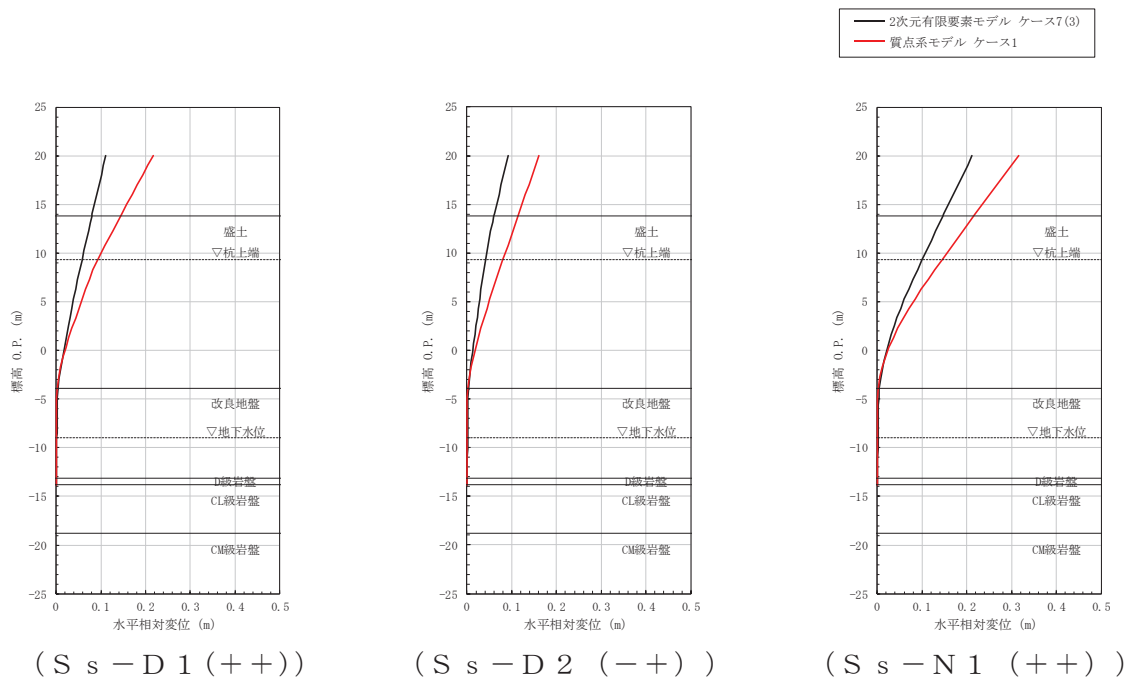 2次元有限要素モデル ケース7(3)
質点系モデル ケース1
25
20
15
10
5
0
-5
-10
-15
-20
-25
標高 O.P. (m)
盛土
▽杭上端
改良地盤
▽地下水位
D級岩盤
CL級岩盤
CM級岩盤
0 0.1 0.2 0.3 0.4 0.5
水平相対変位 (m)
(Ss-D1(++))
25
20
15
10
5
0
-5
-10
-15
-20
-25
標高 O.P. (m)
盛土
▽杭上端
改良地盤
▽地下水位
D級岩盤
CL級岩盤
CM級岩盤
0 0.1 0.2 0.3 0.4 0.5
水平相対変位 (m)
(Ss-D2 (-+) )
25
20
15
10
5
0
-5
-10
-15
-20
-25
標高 O.P. (m)
盛土
▽杭上端
改良地盤
▽地下水位
D級岩盤
CL級岩盤
CM級岩盤
0 0.1 0.2 0.3 0.4 0.5
水平相対変位 (m)
(Ss-N1 (++) )